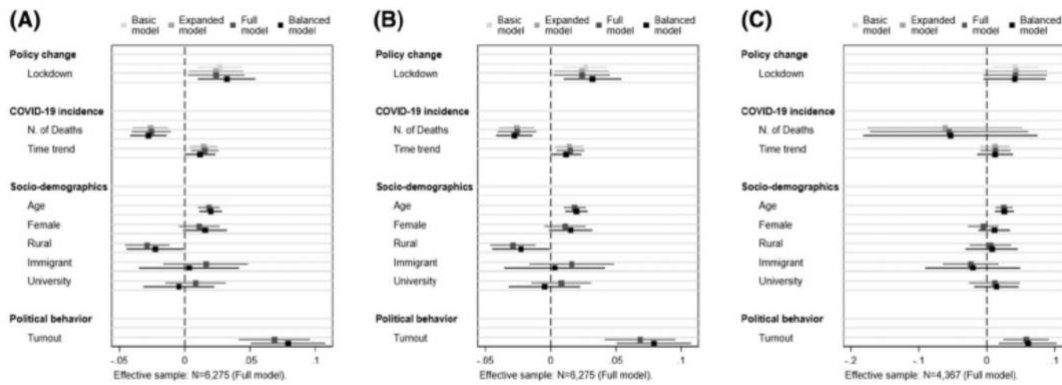 (A)
Basic model Expanded model Full model Balanced model
Policy change
Lockdown
COVID-19 incidence
N. of Deaths
Time trend
Socio-demographics
Age
Female
Rural
Immigrant
University
Political behavior
Turnout
-.05 0 .05 .1
Effective sample: N=6,275 (Full model).
(B)
Basic model Expanded model Full model Balanced model
Policy change
Lockdown
COVID-19 incidence
N. of Deaths
Time trend
Socio-demographics
Age
Female
Rural
Immigrant
University
Political behavior
Turnout
-.05 0 .05 .1
Effective sample: N=6,275 (Full model).
(C)
Basic model Expanded model Full model Balanced model
Policy change
Lockdown
COVID-19 incidence
N. of Deaths
Time trend
Socio-demographics
Age
Female
Rural
Immigrant
University
Political behavior
Turnout
-.2 -.1 0 .1
Effective sample: N=4,367 (Full model).